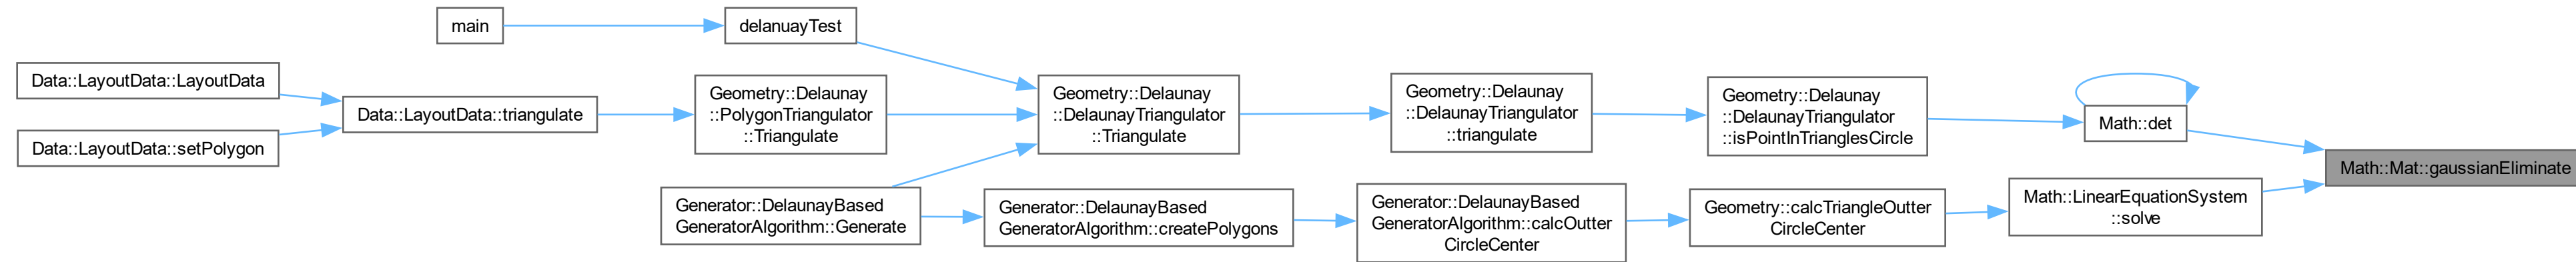 main
delanuayTest
Data::LayoutData::LayoutData
Data::LayoutData::setPolygon
Data::LayoutData::triangulate
Geometry::Delaunay
::PolygonTriangulator
::Triangulate
Geometry::Delaunay
::DelaunayTriangulator
::Triangulate
Geometry::Delaunay
::DelaunayTriangulator
::triangulate
Geometry::Delaunay
::DelaunayTriangulator
::isPointInTrianglesCircle
Math::det
Math::Mat::gaussianEliminate
Generator::DelaunayBased
GeneratorAlgorithm::Generate
Generator::DelaunayBased
GeneratorAlgorithm::createPolygons
Generator::DelaunayBased
GeneratorAlgorithm::calcOutter
CircleCenter
Geometry::calcTriangleOutter
CircleCenter
Math::LinearEquationSystem
::solve